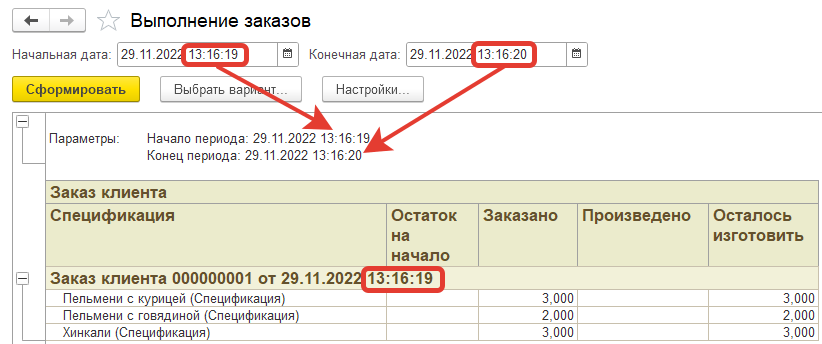 Выполнение заказов
Начальная дата: 29.11.2022 13:16:19 Конечная дата: 29.11.2022 13:16:20
Сформировать Выбрать вариант... Настройки...
Параметры: Начало периода: 29.11.2022 13:16:19
Конец периода: 29.11.2022 13:16:20
Заказ клиента
Спецификация Остаток на начало Заказано Произведено Осталось изготовить
Заказ клиента 000000001 от 29.11.2022 13:16:19
Пельмени с курицей (Спецификация) 3,000 3,000
Пельмени с говядиной (Спецификация) 2,000 2,000
Хинкали (Спецификация) 3,000 3,000